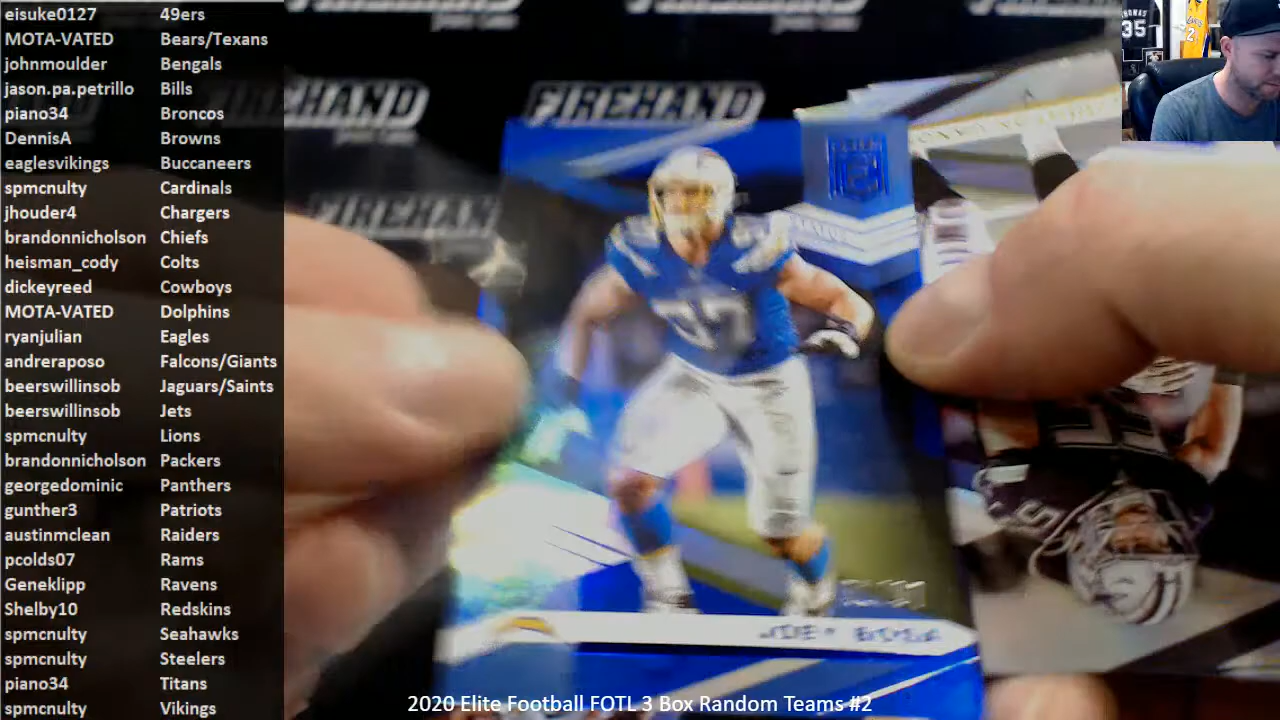 eisuke0127 49ers
MOTA-VATED Bears/Texans
johnmoulder Bengals
jason.pa.petrillo Bills
piano34 Broncos
DennisA Browns
eaglesvikings Buccaneers
spmcnulty Cardinals
jhouder4 Chargers
brandonnicholson Chiefs
heisman_cody Colts
dickeyreed Cowboys
MOTA-VATED Dolphins
ryanjulian Eagles
andreraposo Falcons/Giants
beerswillinsob Jaguars/Saints
beerswillinsob Jets
spmcnulty Lions
brandonnicholson Packers
georgedominic Panthers
gunther3 Patriots
austinmclean Raiders
pcolds07 Rams
Geneklipp Ravens
Shelby10 Redskins
spmcnulty Seahawks
spmcnulty Steelers
piano34 Titans
spmcnulty Vikings
FIREHAND
35
97
JOEY BOSA
2020 Elite Football FOTL 3 Box Random Teams #2